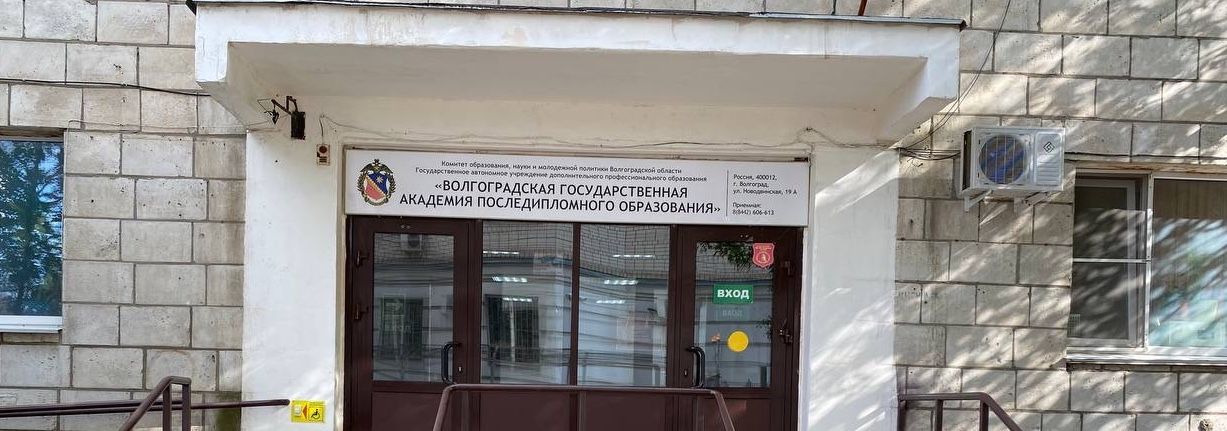 Комитет образования, науки и молодежной политики Волгоградской области
Государственное автономное учреждение дополнительного профессионального образования
«ВОЛГОГРАДСКАЯ ГОСУДАРСТВЕННАЯ
АКАДЕМИЯ ПОСЛЕДИПЛОМНОГО ОБРАЗОВАНИЯ»
Россия, 400012,
г. Волгоград,
ул. Новодвинская, 19 А
Приемная:
8(8442) 606-613
ВХОД